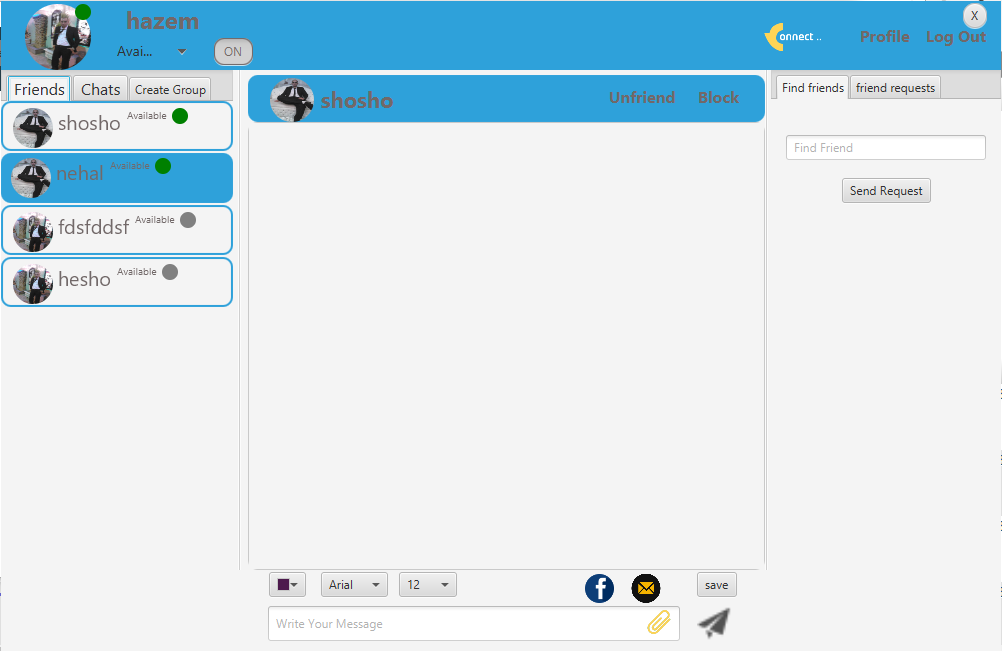 hazem
X
Avai...
ON
onnect ..
Profile
Log Out
Friends
Chats
Create Group
shosho
Available
nehal
Available
fdsfddsf
Available
hesho
Available
shosho
Unfriend
Block
Find friends
friend requests
Find Friend
Send Request
Arial
12
f
save
Write Your Message